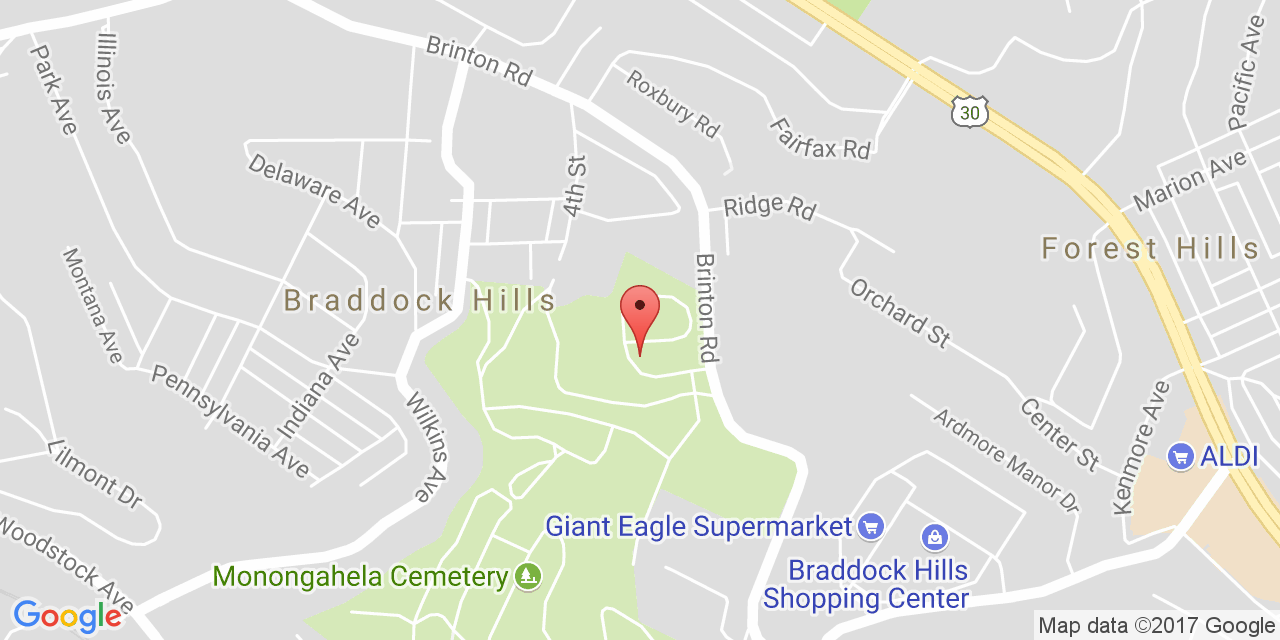 Brinton Rd
Illinois Ave
Park Ave
Roxbury Rd
30
Pacific Ave
Fairfax Rd
Delaware Ave
4th St
Marion Ave
Ridge Rd
Forest Hills
Montana Ave
Braddock Hills
Brinton Rd
Orchard St
Indiana Ave
Pennsylvania Ave
Wilkins Ave
Center St
Kenmore Ave
Ardmore Manor Dr
ALDI
Lilmont Dr
Giant Eagle Supermarket
Woodstock Ave
Monongahela Cemetery
Braddock Hills
Shopping Center
Google
Map data ©2017 Google